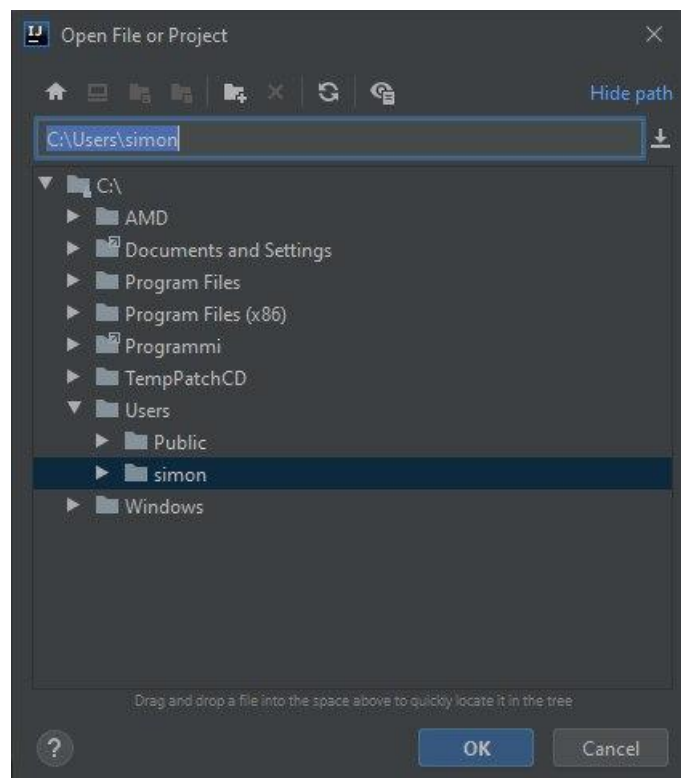 IJ Open File or Project
Hide path
C:\Users\simon
C:\
AMD
Documents and Settings
Program Files
Program Files (x86)
Programmi
TempPatchCD
Users
Public
simon
Windows
Drag and drop a file into the space above to quickly locate it in the tree
? OK Cancel